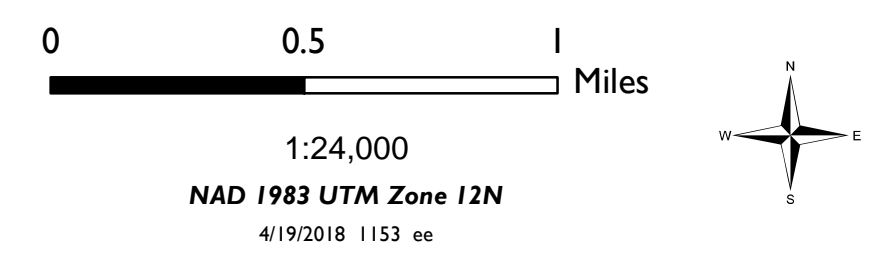 0 0.5 1
Miles
N
W E
S
1:24,000
NAD 1983 UTM Zone 12N
4/19/2018 1153 ee